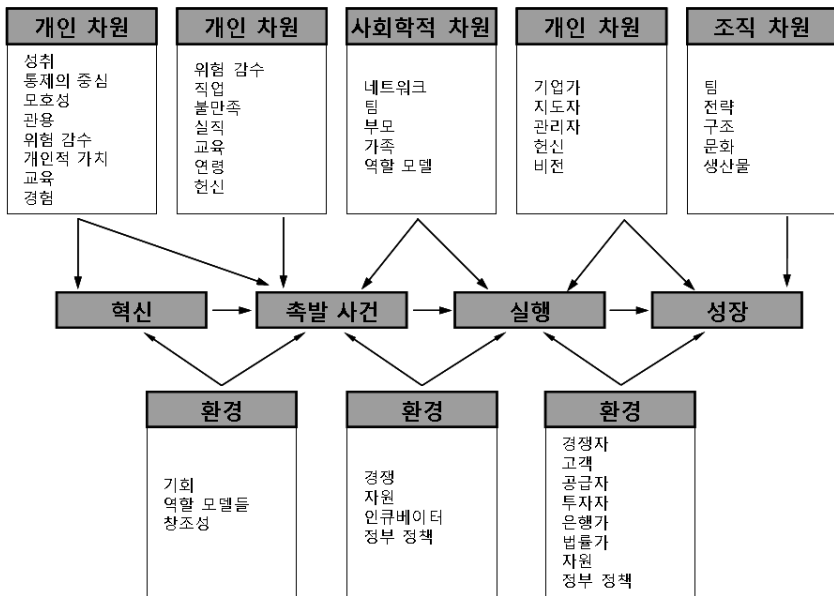 개인 차원
성취
통제의 중심
모호성
관용
위험 감수
개인적 가치
교육
경험
개인 차원
위험 감수
직업
불만족
실직
교육
연령
헌신
사회학적 차원
네트워크
팀
부모
가족
역할 모델
개인 차원
기업가
지도자
관리자
헌신
비전
조직 차원
팀
전략
구조
문화
생산물
혁신
촉발 사건
실행
성장
환경
기회
역할 모델들
창조성
환경
경쟁
자원
인큐베이터
정부 정책
환경
경쟁자
고객
공급자
투자자
은행가
법률가
자원
정부 정책